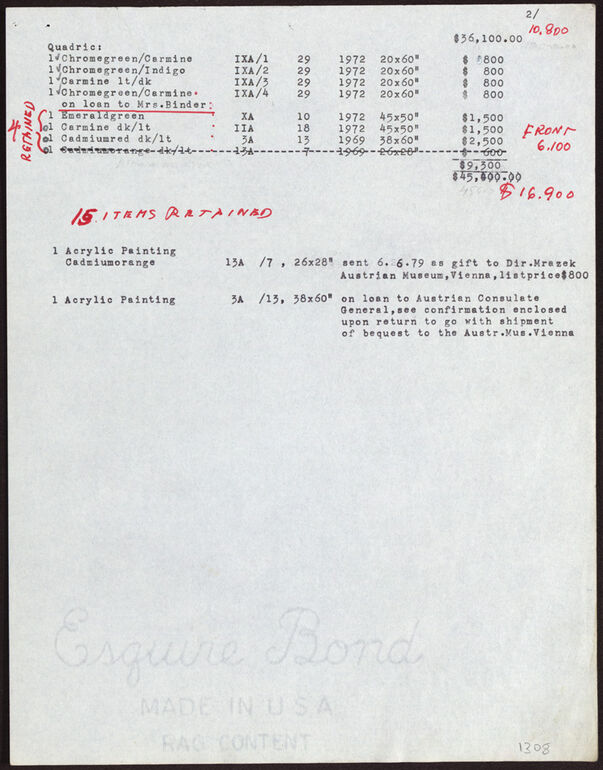 2/
10.800
$36,100.00
Quadric:
1 Chromegreen/Carmine IXA/1 29 1972 20x60" $ 800
1 Chromegreen/Indigo IXA/2 29 1972 20x60" $ 800
1 Carmine lt/dk IXA/3 29 1972 20x60" $ 800
1 Chromegreen/Carmine IXA/4 29 1972 20x60" $ 800
on loan to Mrs.Binder:
4 RETAINED
1 Emeraldgreen XA 10 1972 45x50" $1,500
1 Carmine dk/lt IIA 18 1972 45x50" $1,500
1 Cadmiumred dk/lt 3A 13 1969 38x60" $2,500
1 Cadmiumorange dk/lt 13A 7 1969 26x28" $ 600
FRONT
6.100
$9,300
$45,400.00
$16.900
15 ITEMS RETAINED
1 Acrylic Painting
Cadmiumorange 13A /7 , 26x28" sent 6.6.79 as gift to Dir.Mrazek
Austrian Museum,Vienna,listprice$800
1 Acrylic Painting 3A /13, 38x60" on loan to Austrian Consulate
General,see confirmation enclosed
upon return to go with shipment
of bequest to the Austr.Mus.Vienna
Esquire Bond
MADE IN U S A
RAG CONTENT
1308